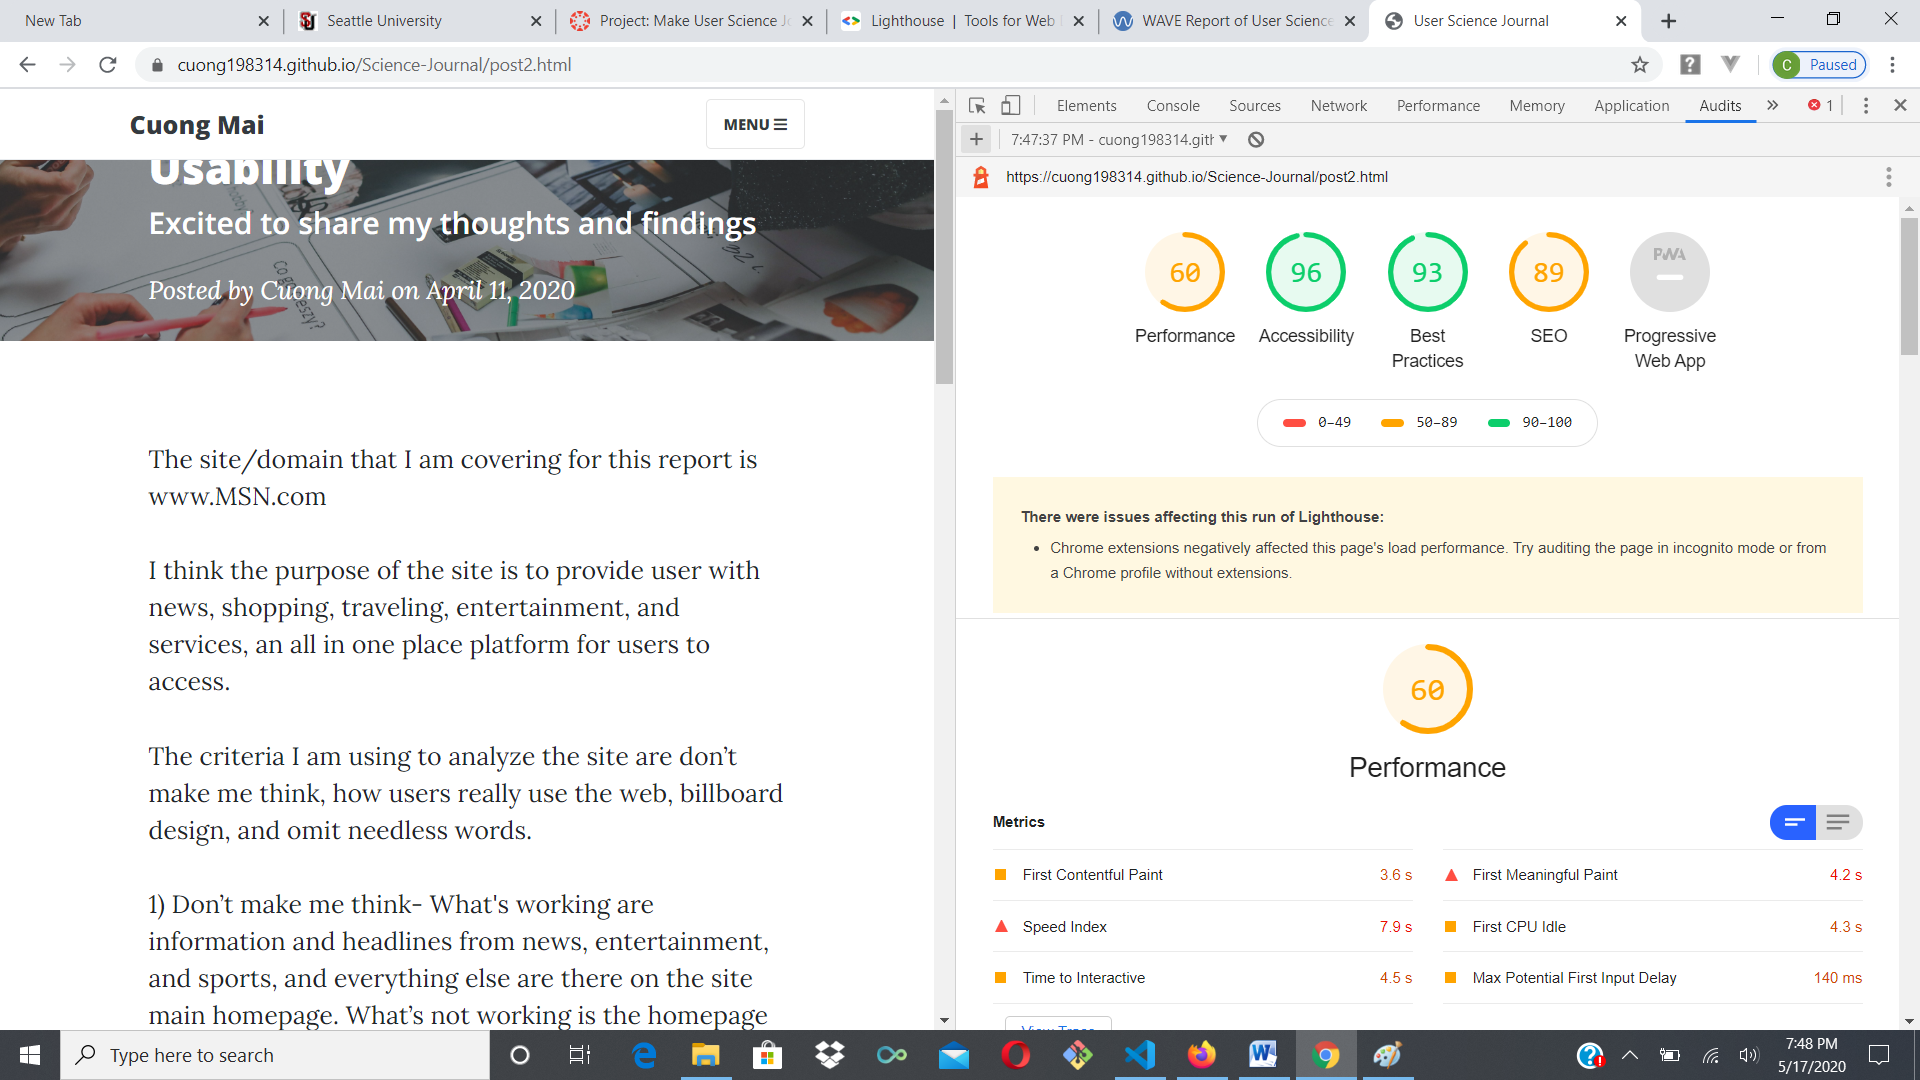 New Tab
Seattle University
Project: Make User Science Jo
Lighthouse | Tools for Web
WAVE Report of User Science
User Science Journal
cuong198314.github.io/Science-Journal/post2.html
C Paused
Cuong Mai
MENU
Usability
Excited to share my thoughts and findings
Posted by Cuong Mai on April 11, 2020
The site/domain that I am covering for this report is
www.MSN.com
I think the purpose of the site is to provide user with
news, shopping, traveling, entertainment, and
services, an all in one place platform for users to
access.
The criteria I am using to analyze the site are don’t
make me think, how users really use the web, billboard
design, and omit needless words.
1) Don’t make me think- What's working are
information and headlines from news, entertainment,
and sports, and everything else are there on the site
main homepage. What’s not working is the homepage
Elements Console Sources Network Performance Memory Application Audits » 1
7:47:37 PM - cuong198314.gith
https://cuong198314.github.io/Science-Journal/post2.html
60 96 93 89 PWA
Performance Accessibility Best Practices SEO Progressive Web App
0–49 50–89 90–100
There were issues affecting this run of Lighthouse:
• Chrome extensions negatively affected this page's load performance. Try auditing the page in incognito mode or from
a Chrome profile without extensions.
60
Performance
Metrics
First Contentful Paint 3.6 s
First Meaningful Paint 4.2 s
Speed Index 7.9 s
First CPU Idle 4.3 s
Time to Interactive 4.5 s
Max Potential First Input Delay 140 ms
View Trace
Type here to search
7:48 PM
5/17/2020